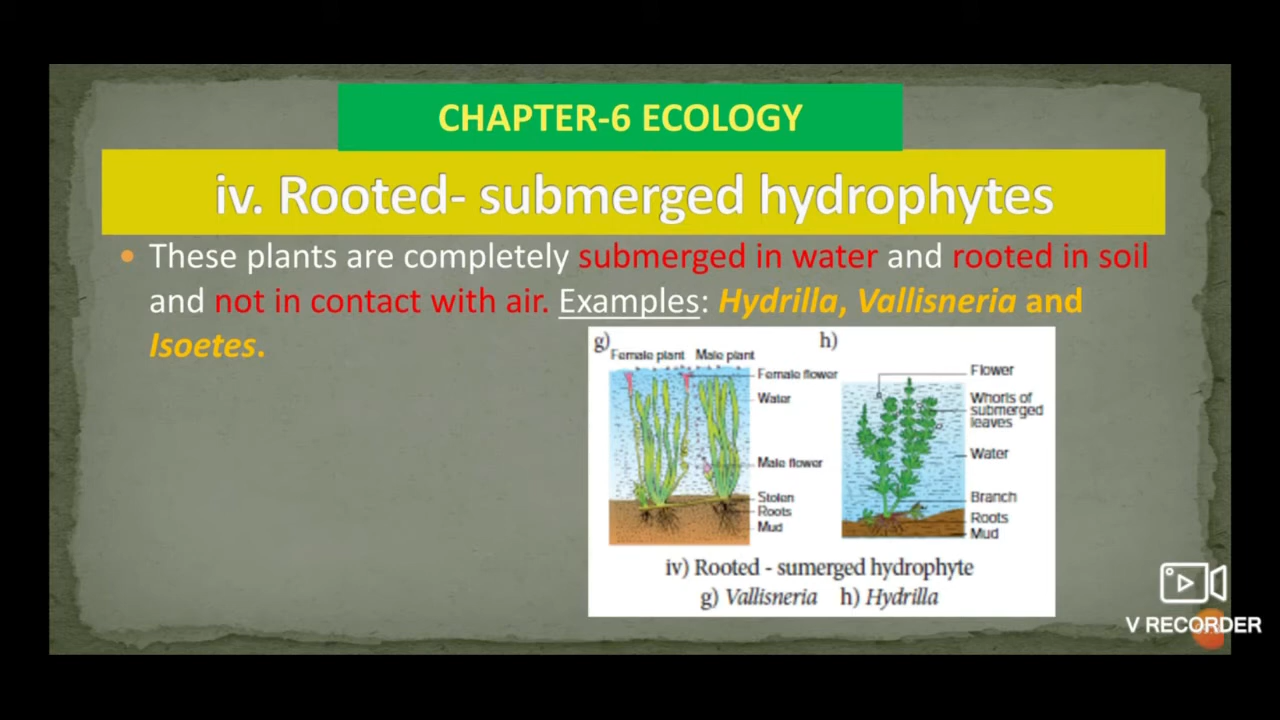 CHAPTER-6 ECOLOGY
iv. Rooted- submerged hydrophytes
• These plants are completely submerged in water and rooted in soil
and not in contact with air. Examples: Hydrilla, Vallisneria and
Isoetes.
g)
Female plant Male plant
Female flower
Water
Male flower
Stolen
Roots
Mud
h)
Flower
Whorls of
submerged
leaves
Water
Branch
Roots
Mud
iv) Rooted - sumerged hydrophyte
g) Vallisneria h) Hydrilla
V RECORDER